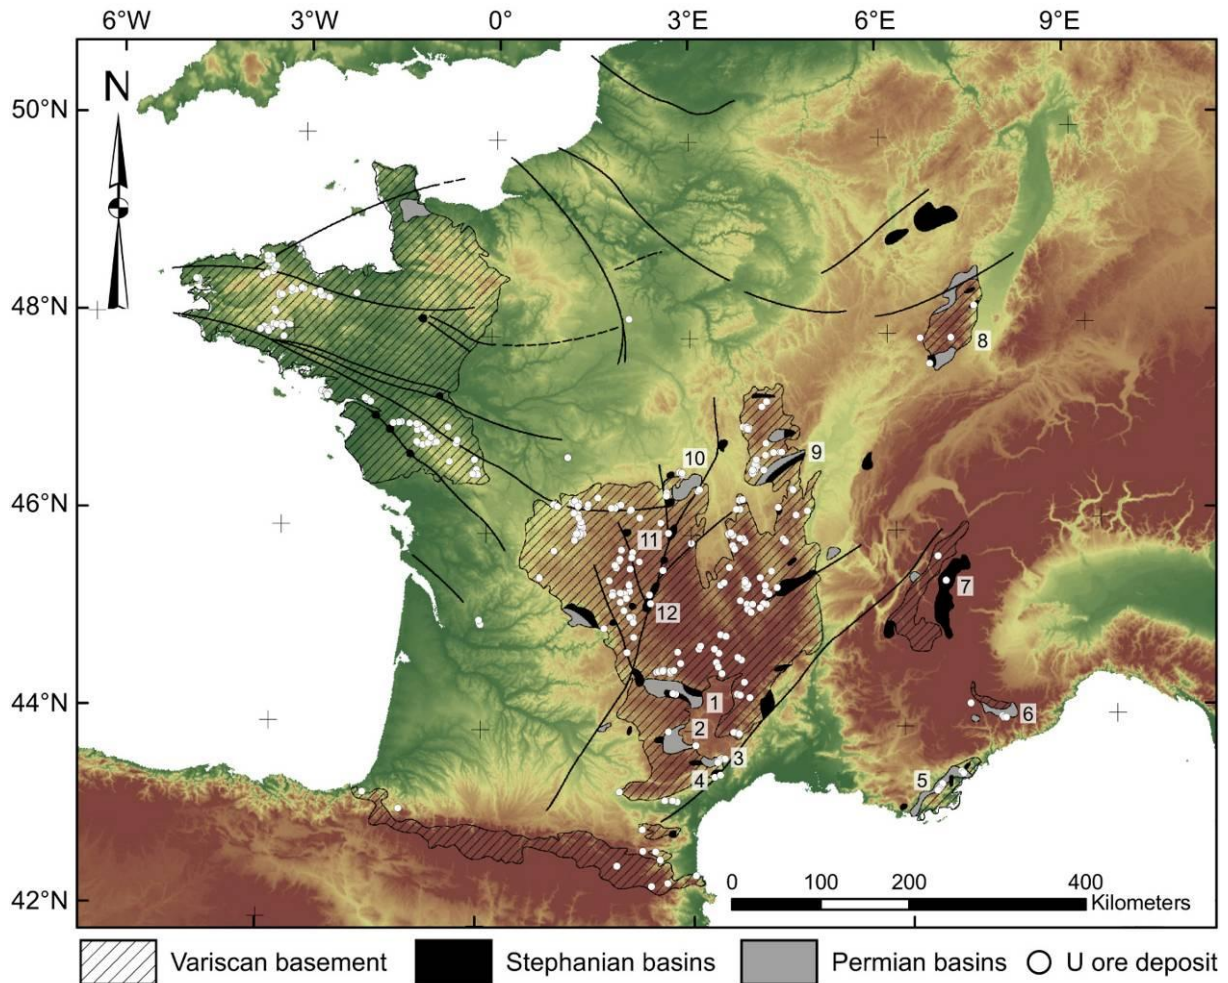 6°W 3°W 0° 3°E 6°E 9°E
N
50°N
48°N
8
9
10
46°N
11
7
12
44°N
1
6
2
3
5
4
0 100 200 400
Kilometers
42°N
Variscan basement Stephanian basins Permian basins U ore deposit